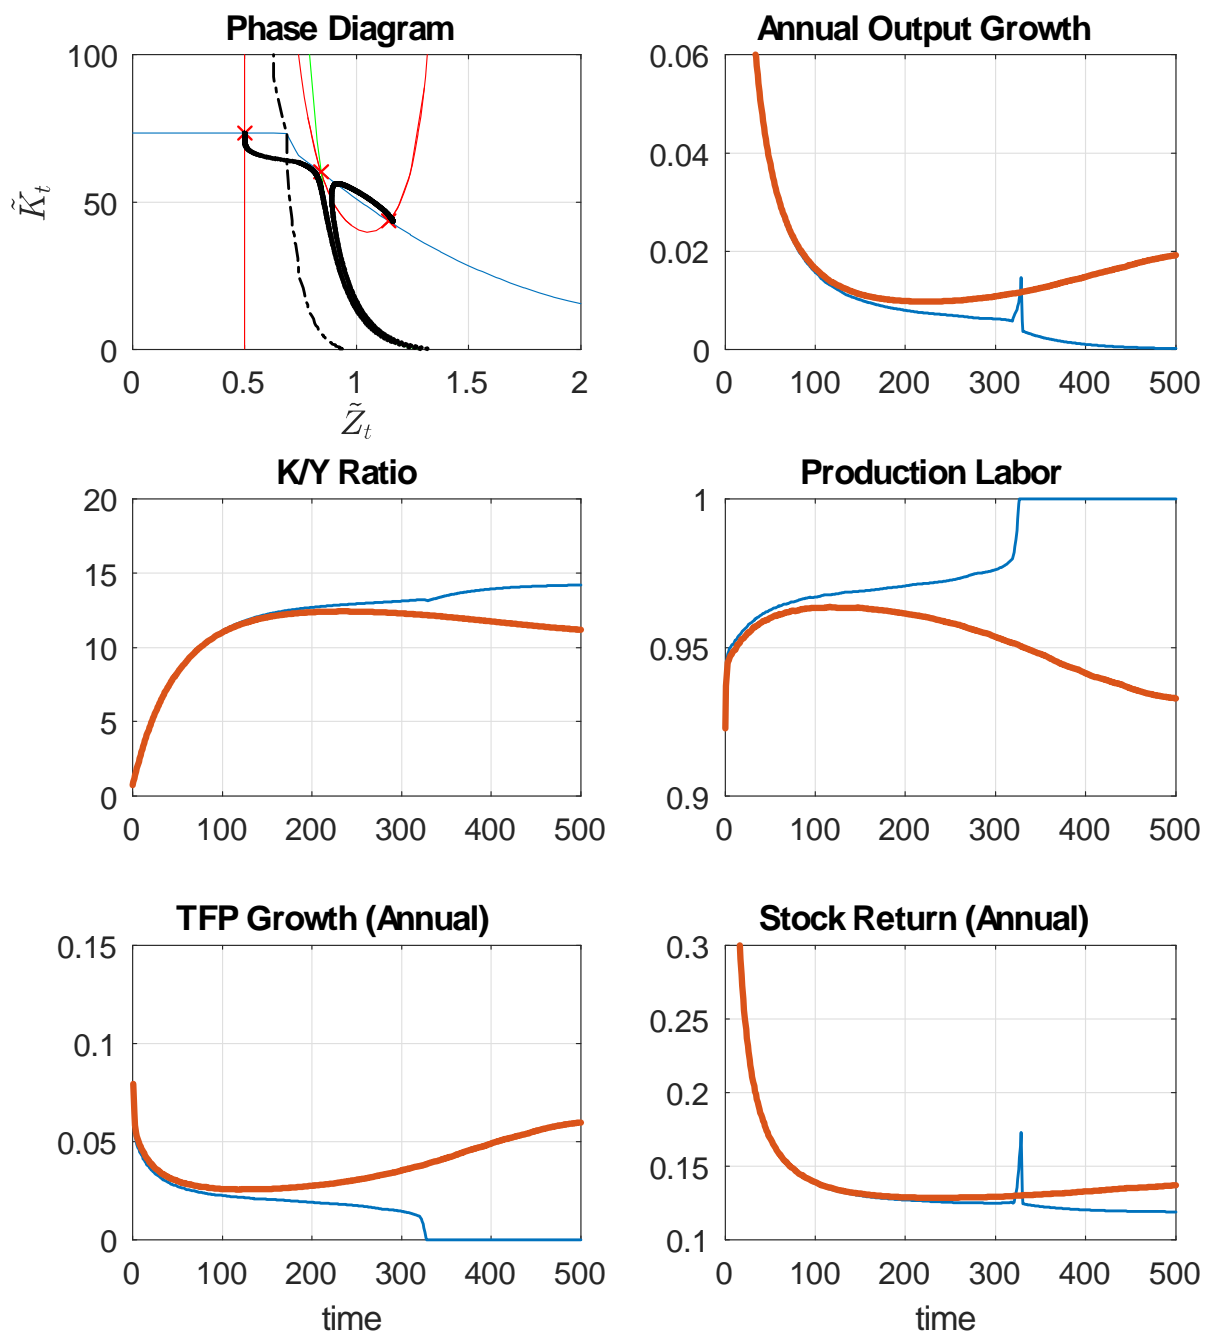 Phase Diagram
100
50
0
0 0.5 1 1.5 2
K̃_t
Z̃_t
Annual Output Growth
0.06
0.04
0.02
0
0 100 200 300 400 500
K/Y Ratio
20
15
10
5
0
0 100 200 300 400 500
Production Labor
1
0.95
0.9
0 100 200 300 400 500
TFP Growth (Annual)
0.15
0.1
0.05
0
0 100 200 300 400 500
time
Stock Return (Annual)
0.3
0.25
0.2
0.15
0.1
0 100 200 300 400 500
time